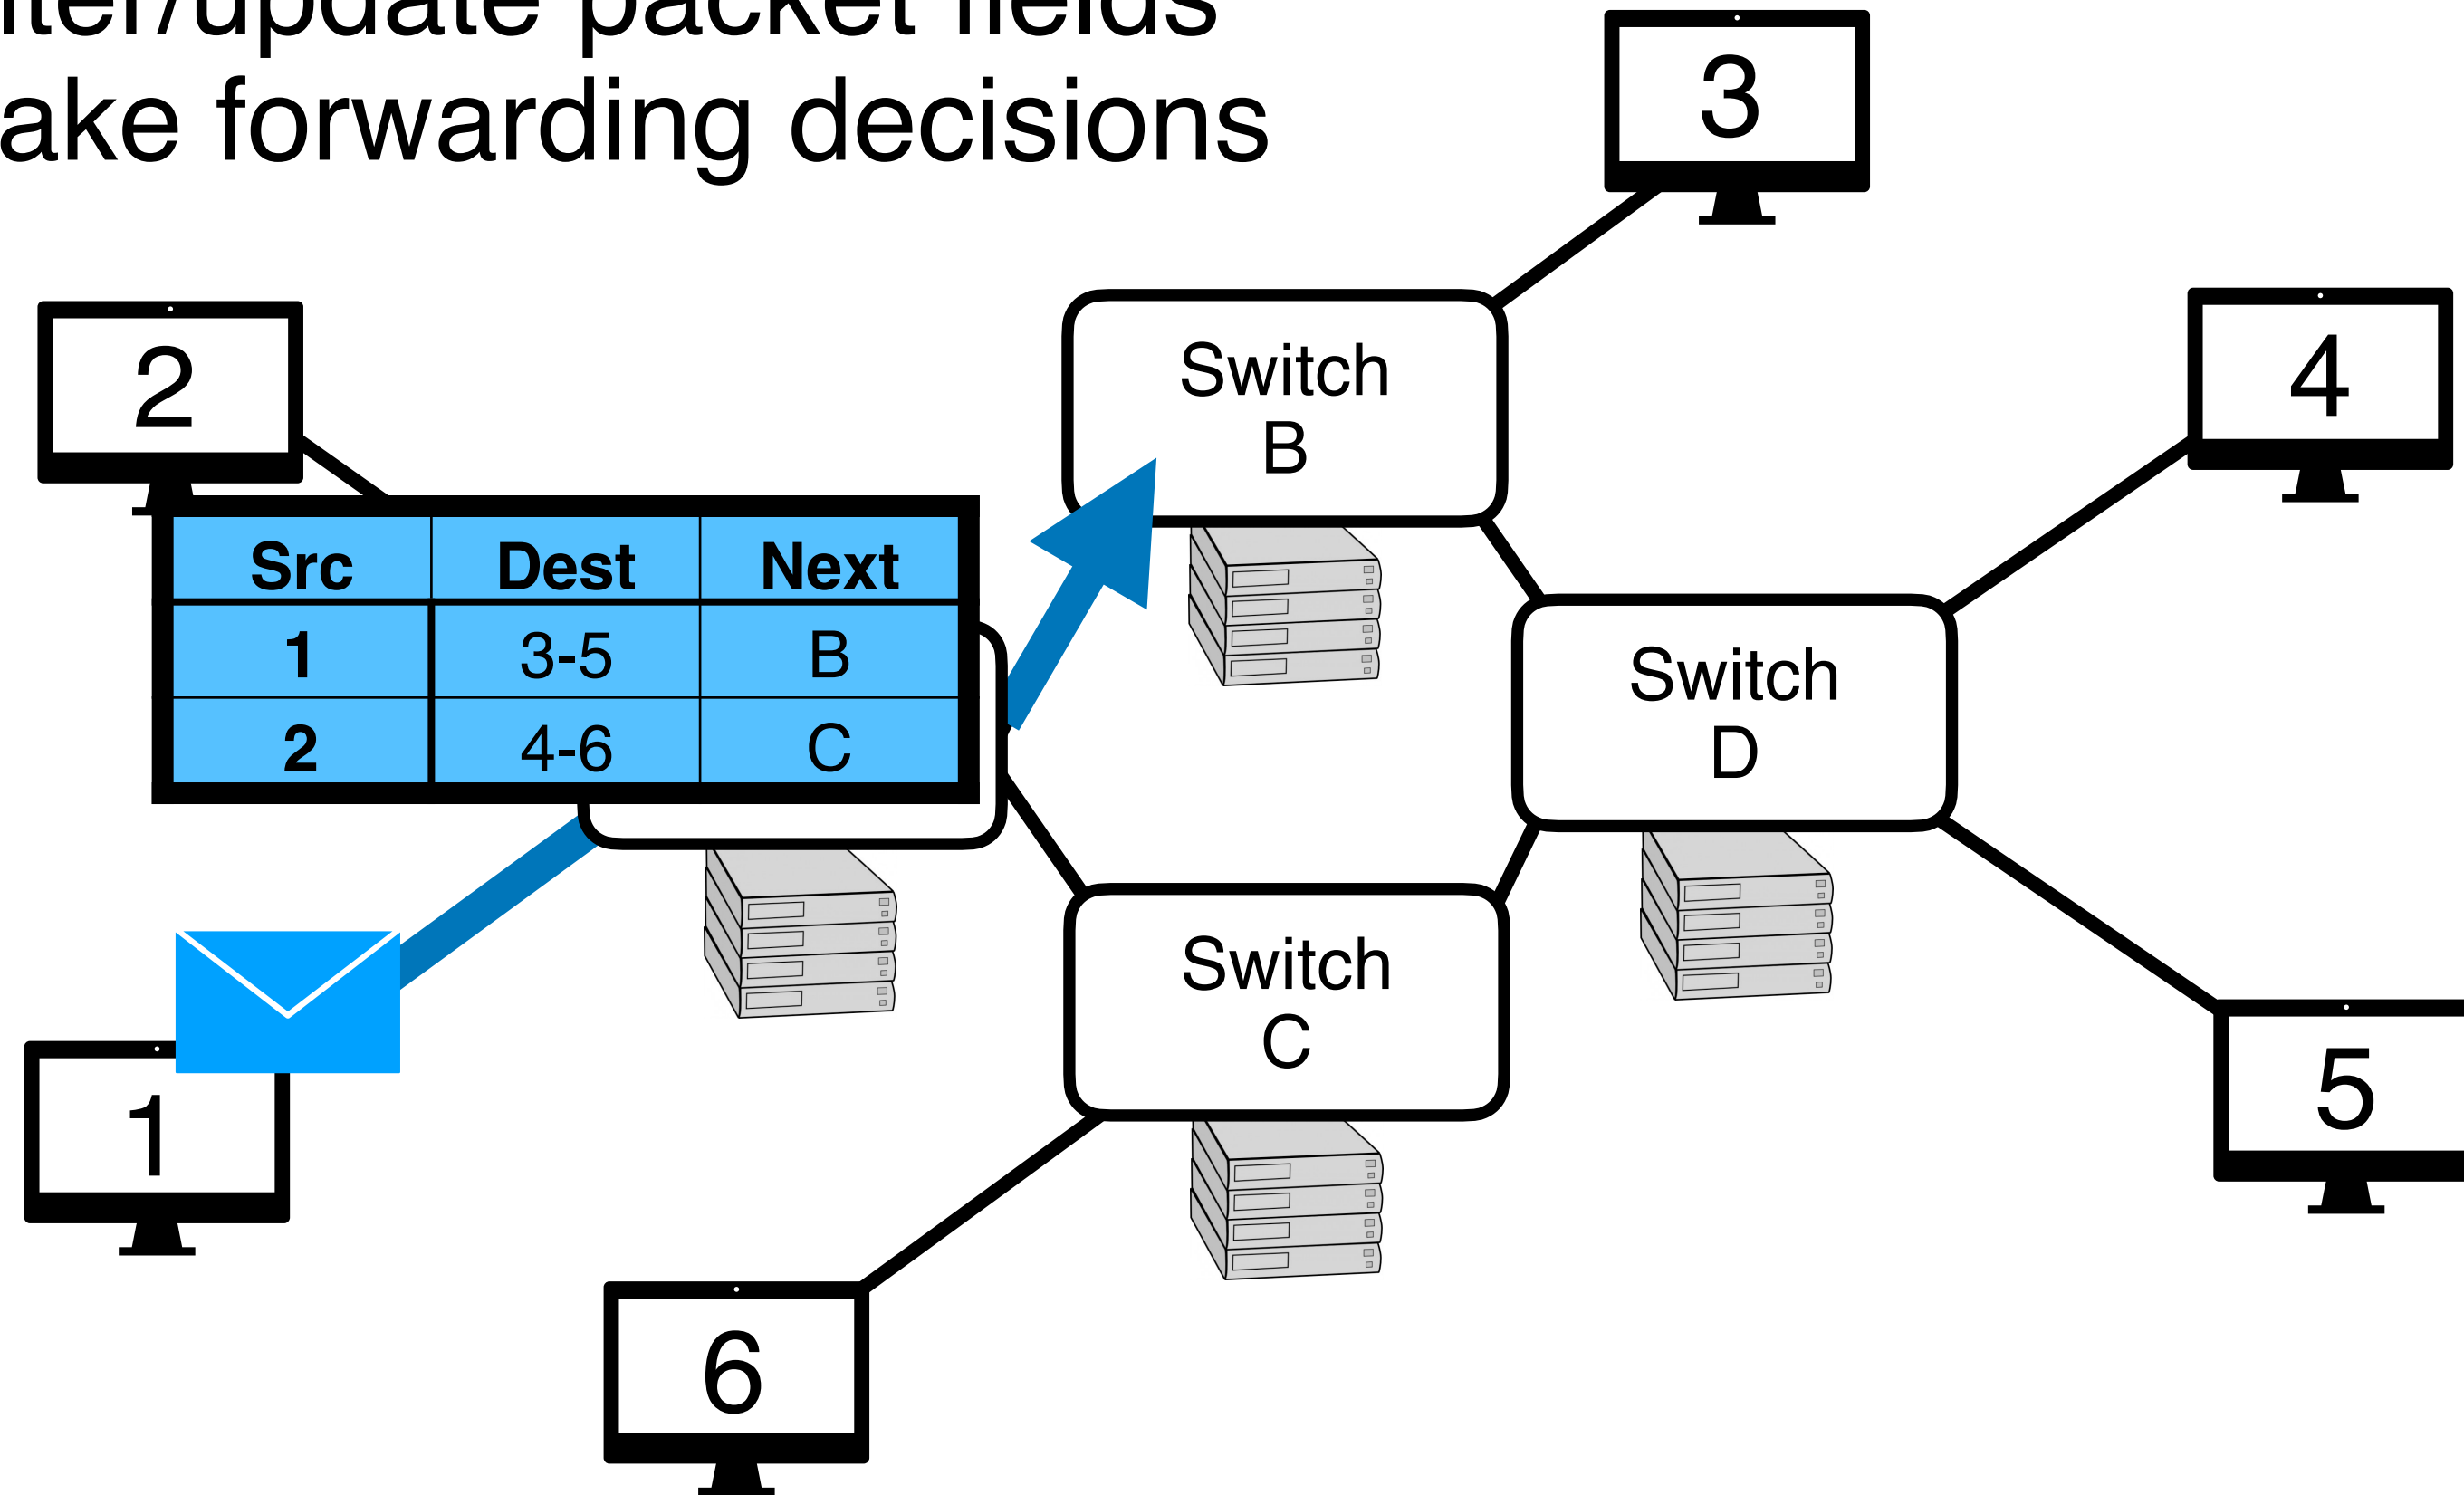 update packet fields
ake forwarding decisions
3
2
Switch
B
4
Src Dest Next
1 3-5 B
2 4-6 C
Switch
D
Switch
C
1
5
6